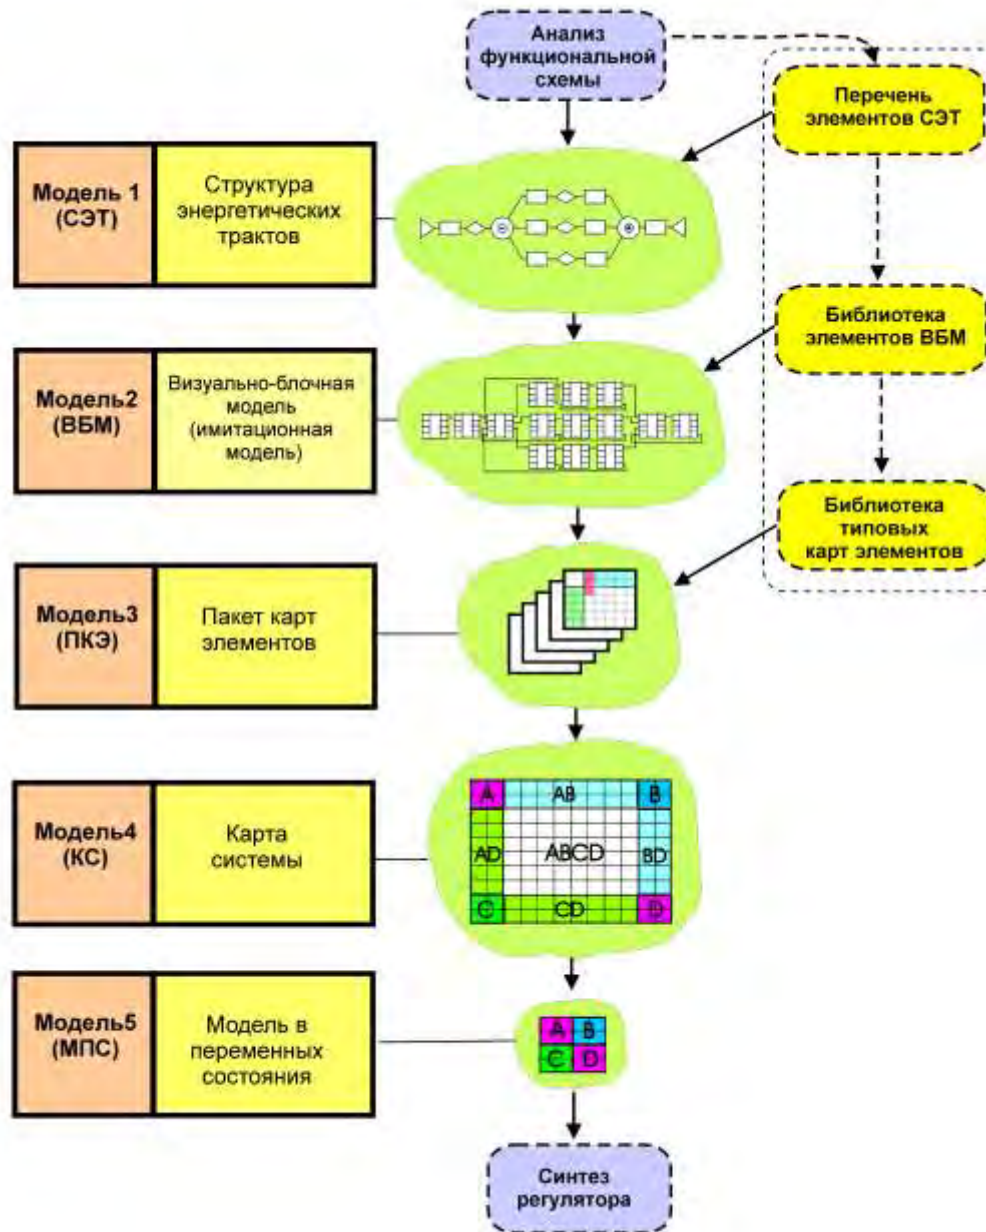 Анализ
функциональной
схемы
Перечень
элементов СЭТ
Модель 1
(СЭТ)
Структура
энергетических
трактов
Библиотека
элементов ВБМ
Модель2
(ВБМ)
Визуально-блочная
модель
(имитационная
модель)
Библиотека
типовых
карт элементов
Модель3
(ПКЭ)
Пакет карт
элементов
Модель4
(КС)
Карта
системы
A AB B
AD ABCD BD
C CD D
Модель5
(МПС)
Модель в
переменных
состояния
A B
C D
Синтез
регулятора